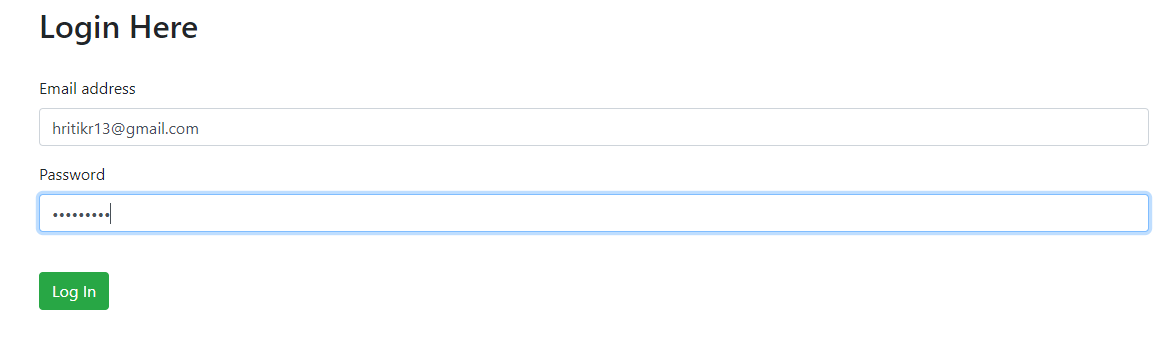 Login Here
Email address
hritikr13@gmail.com
Password
•••••••••
Log In